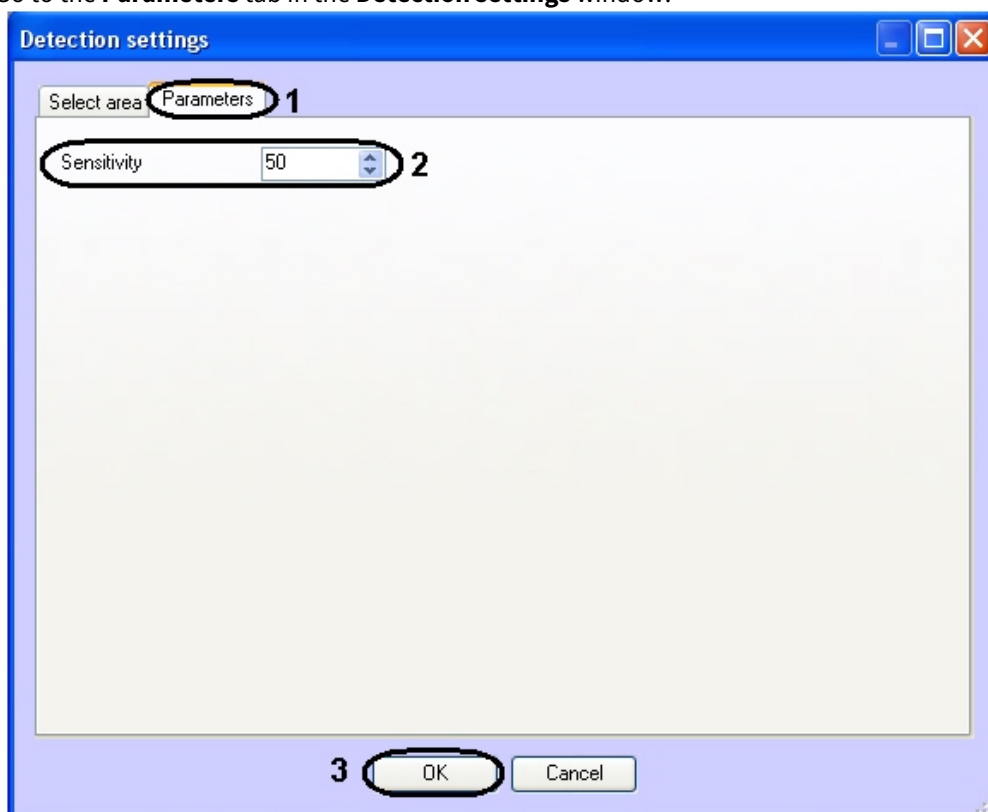 Go to the Parameters tab in the Detection settings window.
Detection settings
Select area Parameters 1
Sensitivity 50 2
3 OK Cancel